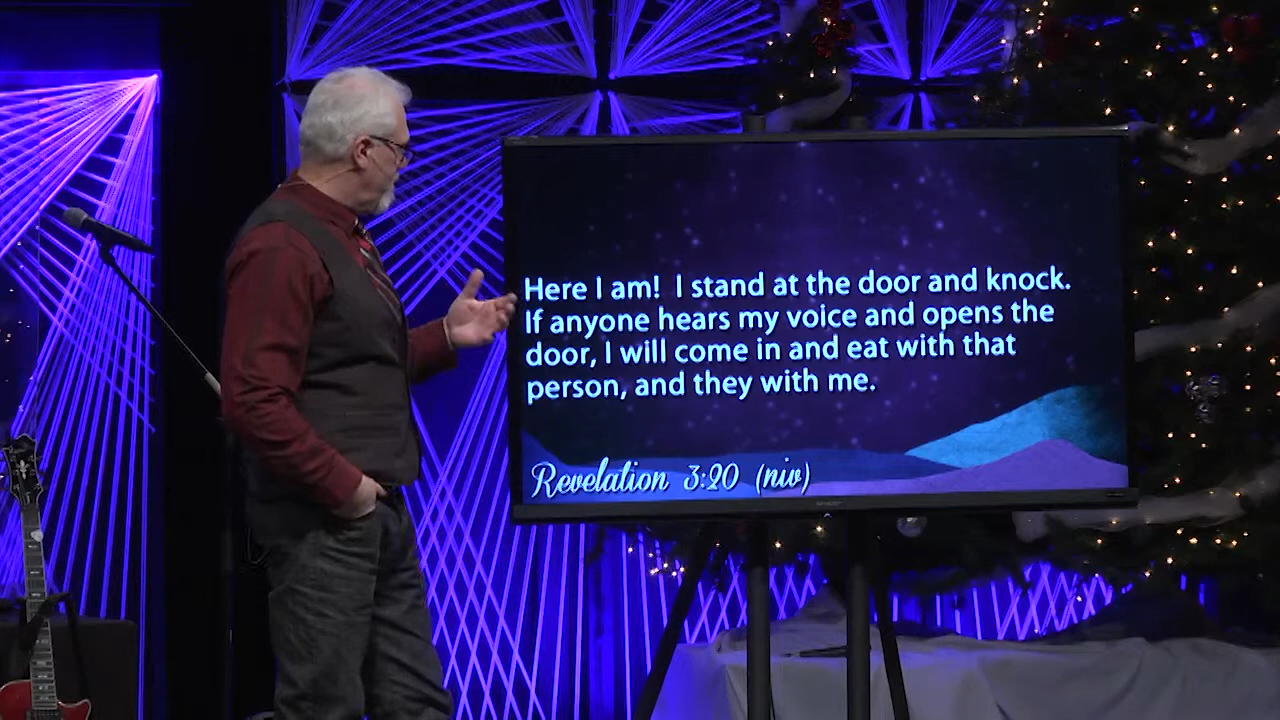 Here I am!  I stand at the door and knock.
If anyone hears my voice and opens the
door, I will come in and eat with that
person, and they with me.
Revelation 3:20 (niv)